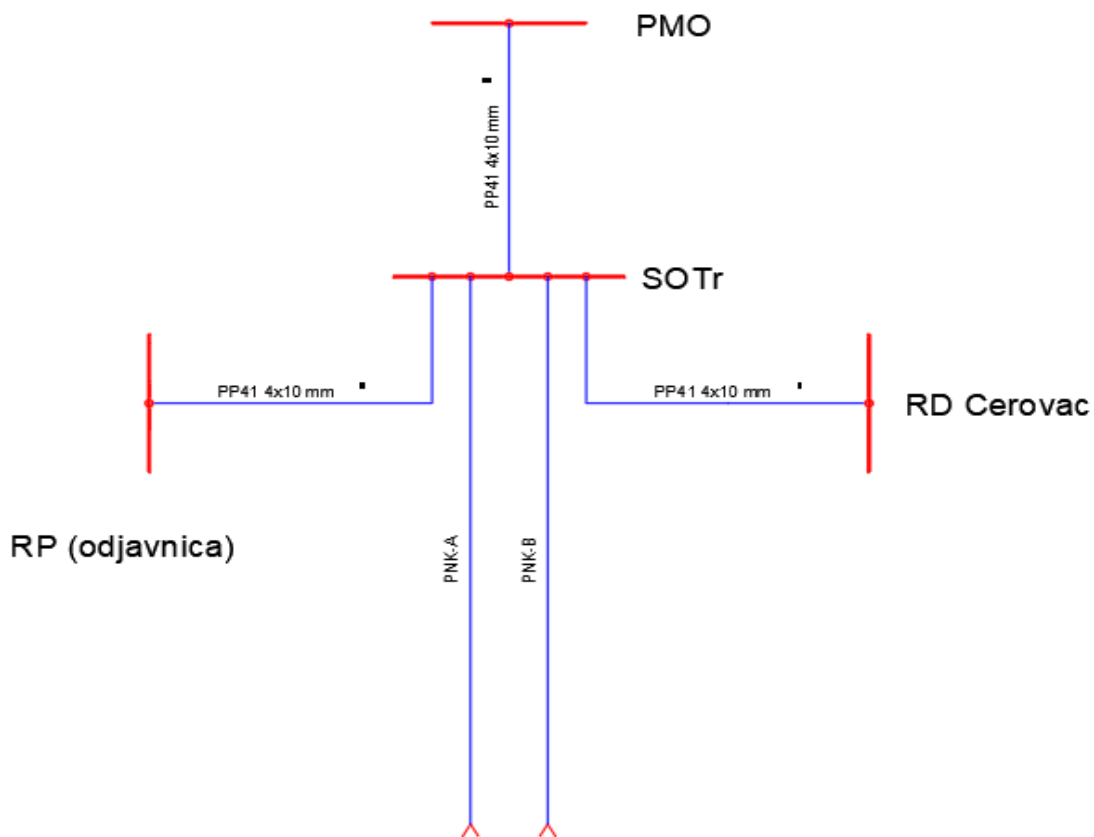 PMO
PP41 4x10 mm
SOTr
PP41 4x10 mm
PP41 4x10 mm
RD Cerovac
RP (odjavnica)
PNK-A
PNK-B